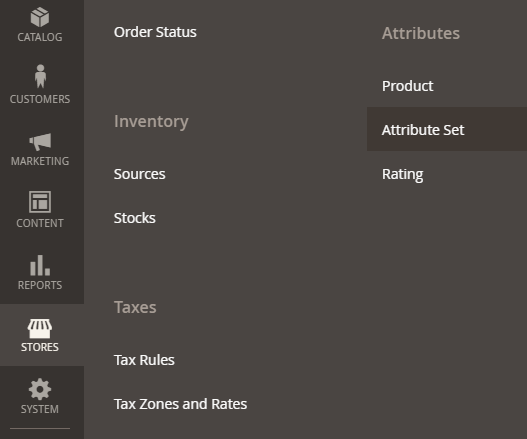 CATALOG
CUSTOMERS
MARKETING
CONTENT
REPORTS
STORES
SYSTEM
Order Status
Inventory
Sources
Stocks
Taxes
Tax Rules
Tax Zones and Rates
Attributes
Product
Attribute Set
Rating